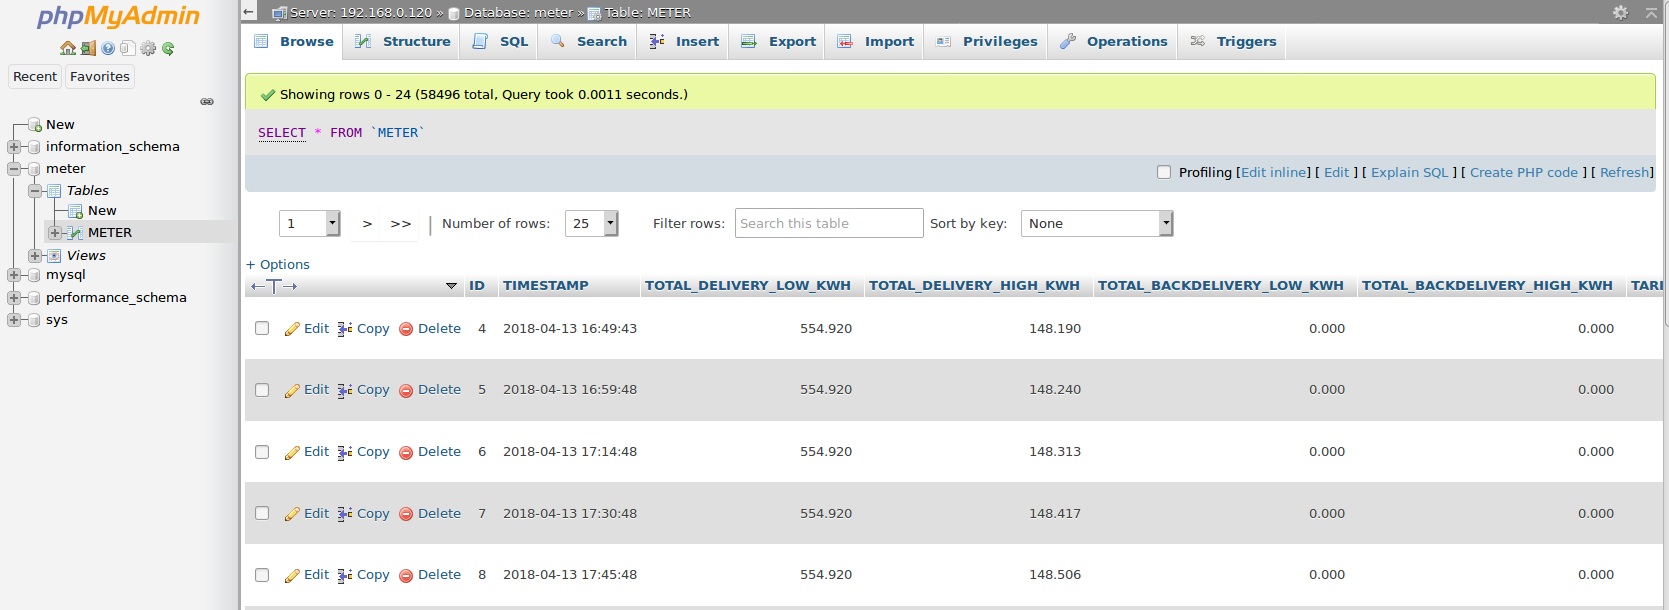 phpMyAdmin
Recent Favorites
New
information_schema
meter
Tables
New
METER
Views
mysql
performance_schema
sys
Server: 192.168.0.120 » Database: meter » Table: METER
Browse Structure SQL Search Insert Export Import Privileges Operations Triggers
Showing rows 0 - 24 (58496 total, Query took 0.0011 seconds.)
SELECT * FROM `METER`
Profiling [Edit inline] [ Edit ] [ Explain SQL ] [ Create PHP code ] [ Refresh]
1 > >> | Number of rows: 25 Filter rows: Search this table Sort by key: None
+ Options
←T→ ID TIMESTAMP TOTAL_DELIVERY_LOW_KWH TOTAL_DELIVERY_HIGH_KWH TOTAL_BACKDELIVERY_LOW_KWH TOTAL_BACKDELIVERY_HIGH_KWH TARI
Edit Copy Delete 4 2018-04-13 16:49:43 554.920 148.190 0.000 0.000
Edit Copy Delete 5 2018-04-13 16:59:48 554.920 148.240 0.000 0.000
Edit Copy Delete 6 2018-04-13 17:14:48 554.920 148.313 0.000 0.000
Edit Copy Delete 7 2018-04-13 17:30:48 554.920 148.417 0.000 0.000
Edit Copy Delete 8 2018-04-13 17:45:48 554.920 148.506 0.000 0.000